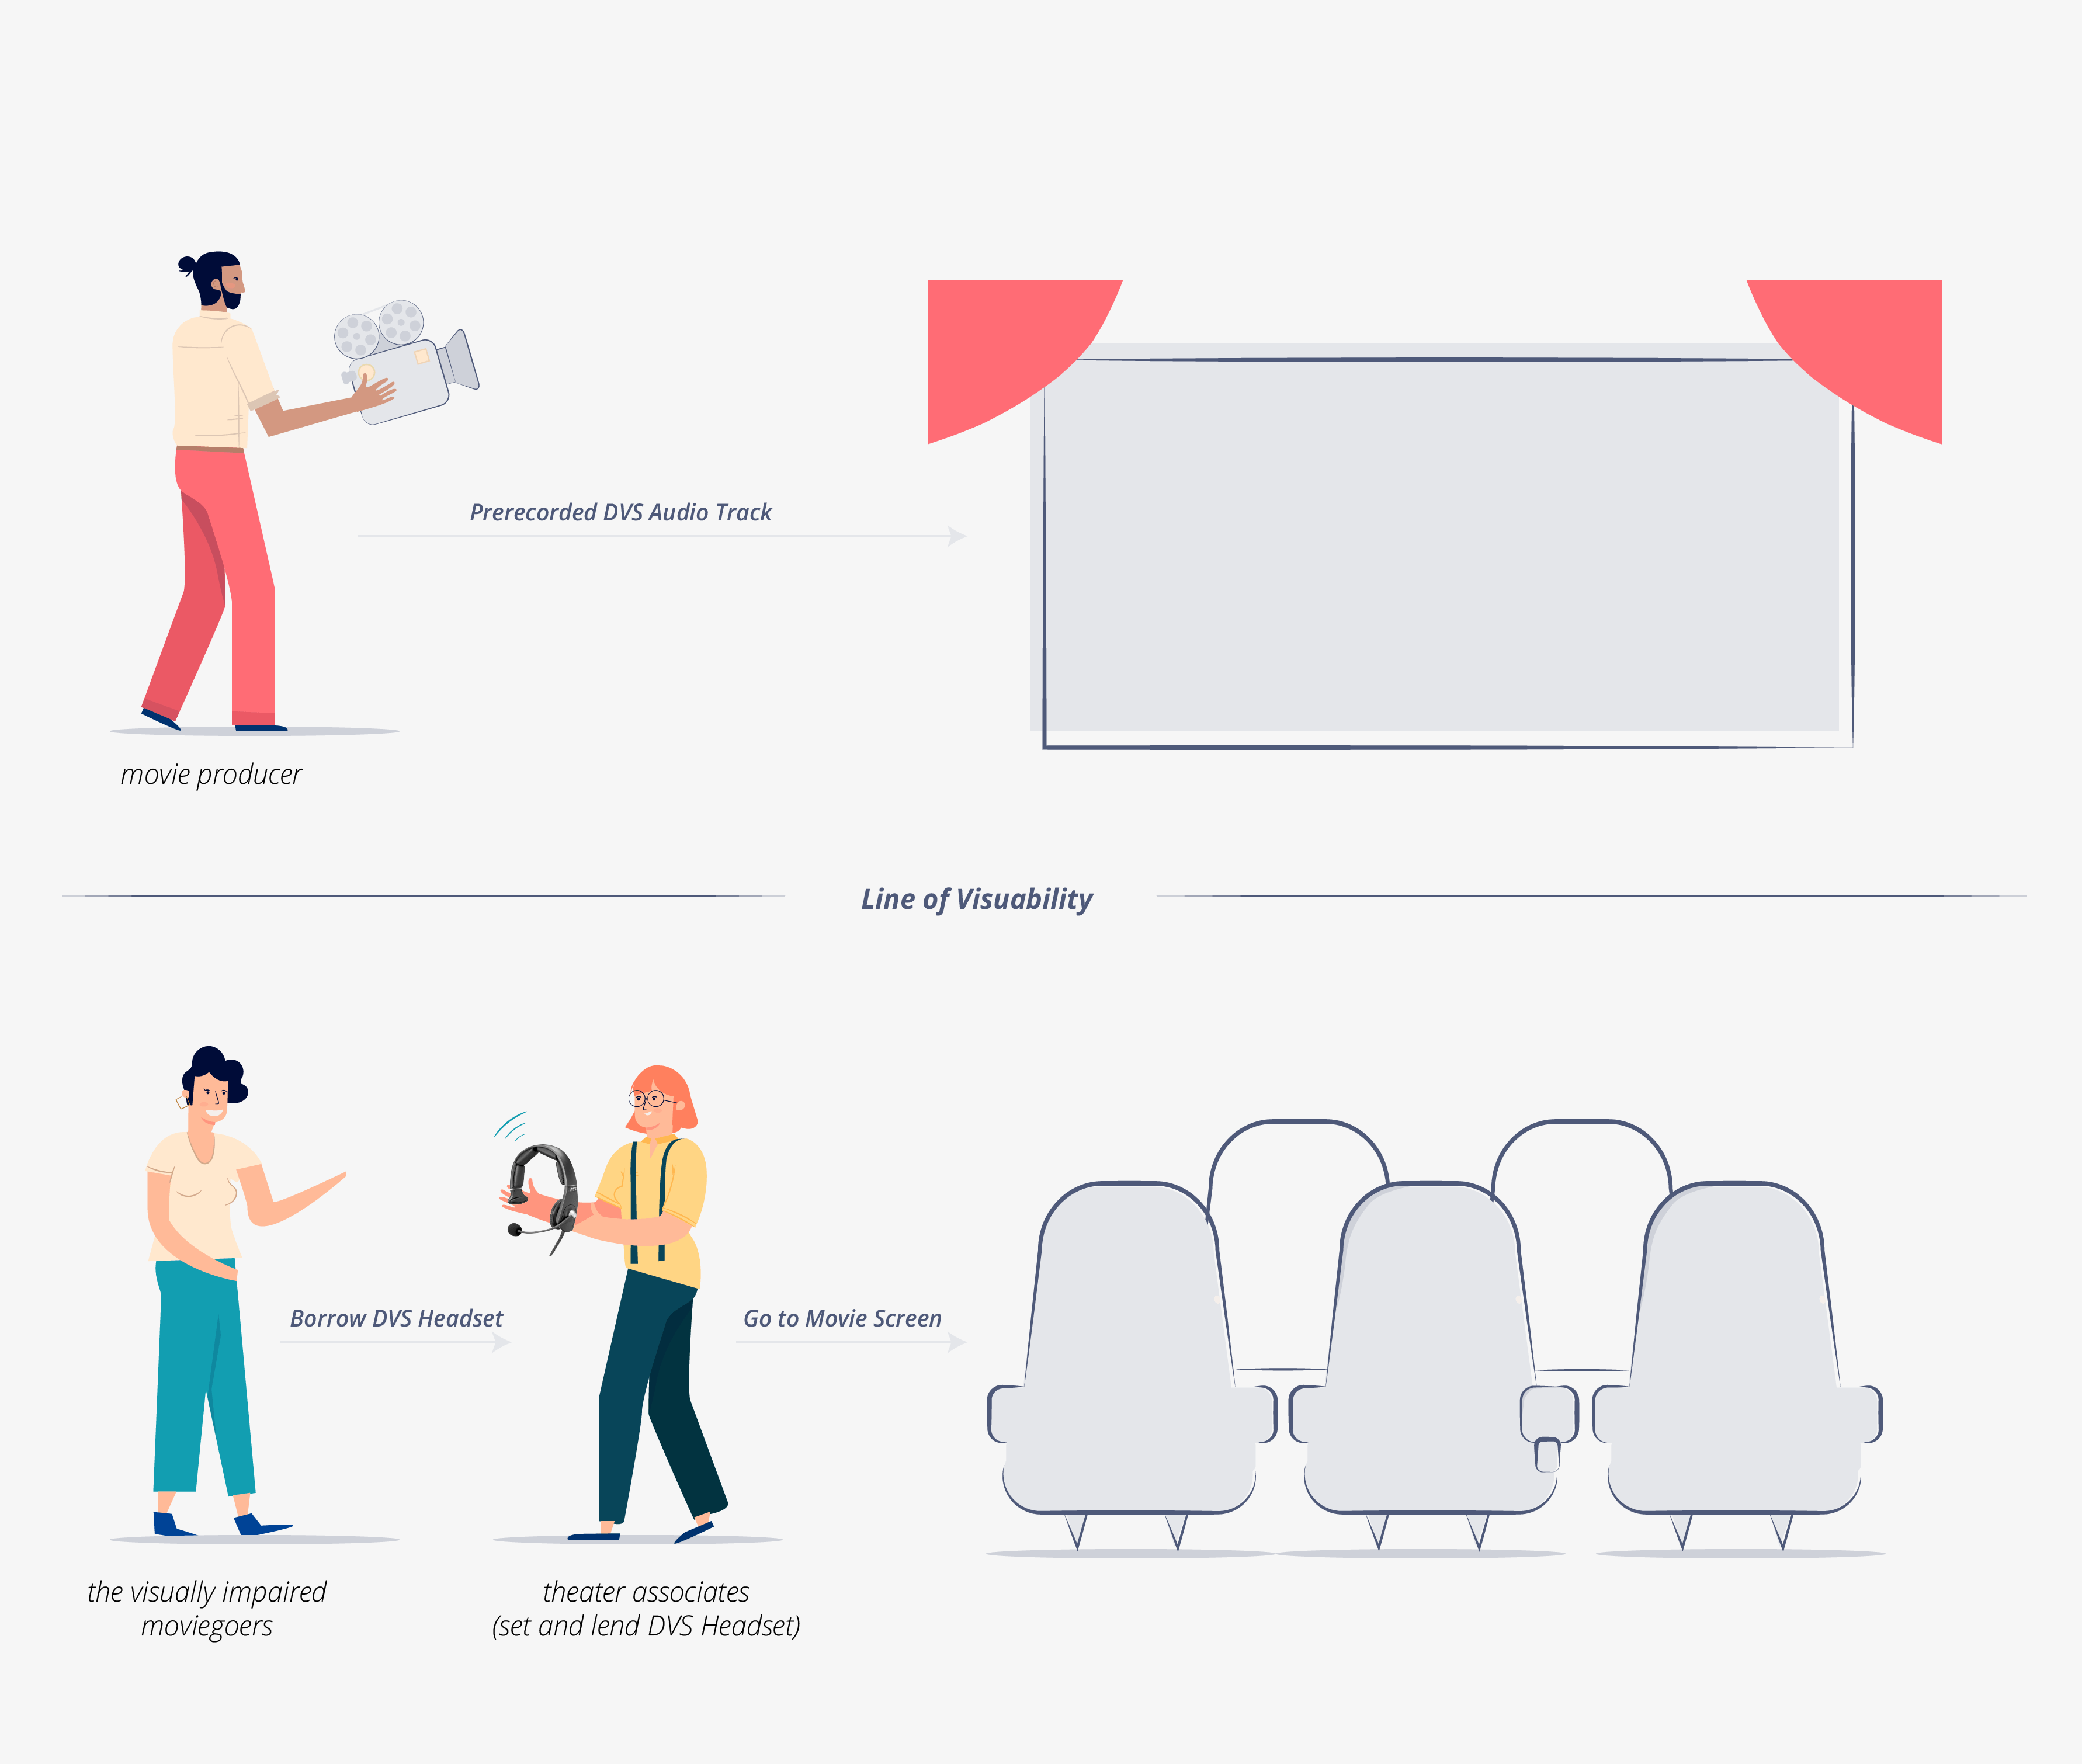 Prerecorded DVS Audio Track
movie producer
Line of Visuability
Borrow DVS Headset
Go to Movie Screen
the visually impaired
moviegoers
theater associates
(set and lend DVS Headset)